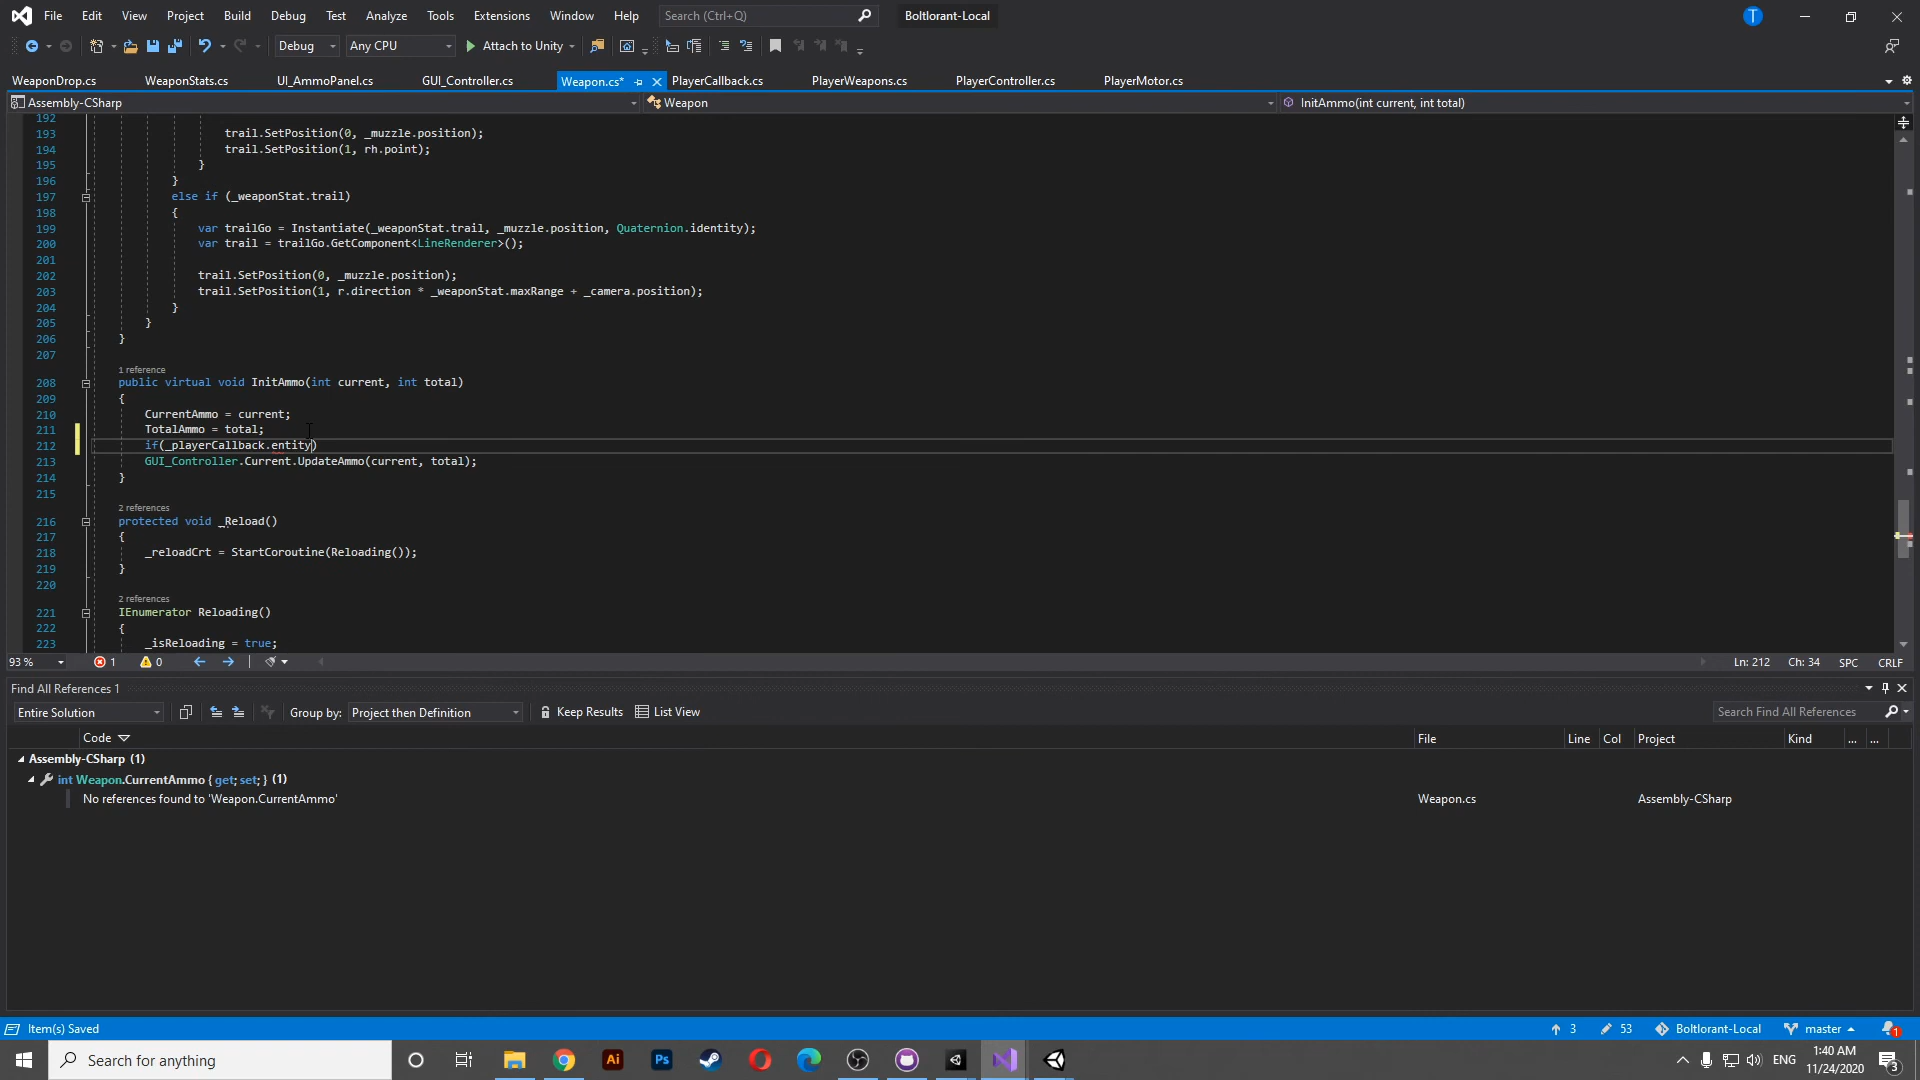 File Edit View Project Build Debug Test Analyze Tools Extensions Window Help Search (Ctrl+Q) Boltlorant-Local T
Debug Any CPU Attach to Unity
WeaponDrop.cs WeaponStats.cs UI_AmmoPanel.cs GUI_Controller.cs Weapon.cs* PlayerCallback.cs PlayerWeapons.cs PlayerController.cs PlayerMotor.cs
Assembly-CSharp Weapon InitAmmo(int current, int total)
192
193 trail.SetPosition(0, _muzzle.position);
194 trail.SetPosition(1, rh.point);
195 }
196 }
197 else if (_weaponStat.trail)
198 {
199 var trailGo = Instantiate(_weaponStat.trail, _muzzle.position, Quaternion.identity);
200 var trail = trailGo.GetComponent<LineRenderer>();
201
202 trail.SetPosition(0, _muzzle.position);
203 trail.SetPosition(1, r.direction * _weaponStat.maxRange + _camera.position);
204 }
205 }
206 }
207
1 reference
208 public virtual void InitAmmo(int current, int total)
209 {
210 CurrentAmmo = current;
211 TotalAmmo = total;
212 if(_playerCallback.entity)
213 GUI_Controller.Current.UpdateAmmo(current, total);
214 }
215
2 references
216 protected void _Reload()
217 {
218 _reloadCrt = StartCoroutine(Reloading());
219 }
220
2 references
221 IEnumerator Reloading()
222 {
223 _isReloading = true;
93 % 1 0 Ln: 212 Ch: 34 SPC CRLF
Find All References 1
Entire Solution Group by: Project then Definition Keep Results List View Search Find All References
Code File Line Col Project Kind ... ...
Assembly-CSharp (1)
int Weapon.CurrentAmmo { get; set; } (1)
No references found to 'Weapon.CurrentAmmo' Weapon.cs Assembly-CSharp
Item(s) Saved 3 53 Boltlorant-Local master 1
Search for anything Ai Ps ENG 1:40 AM 3
11/24/2020